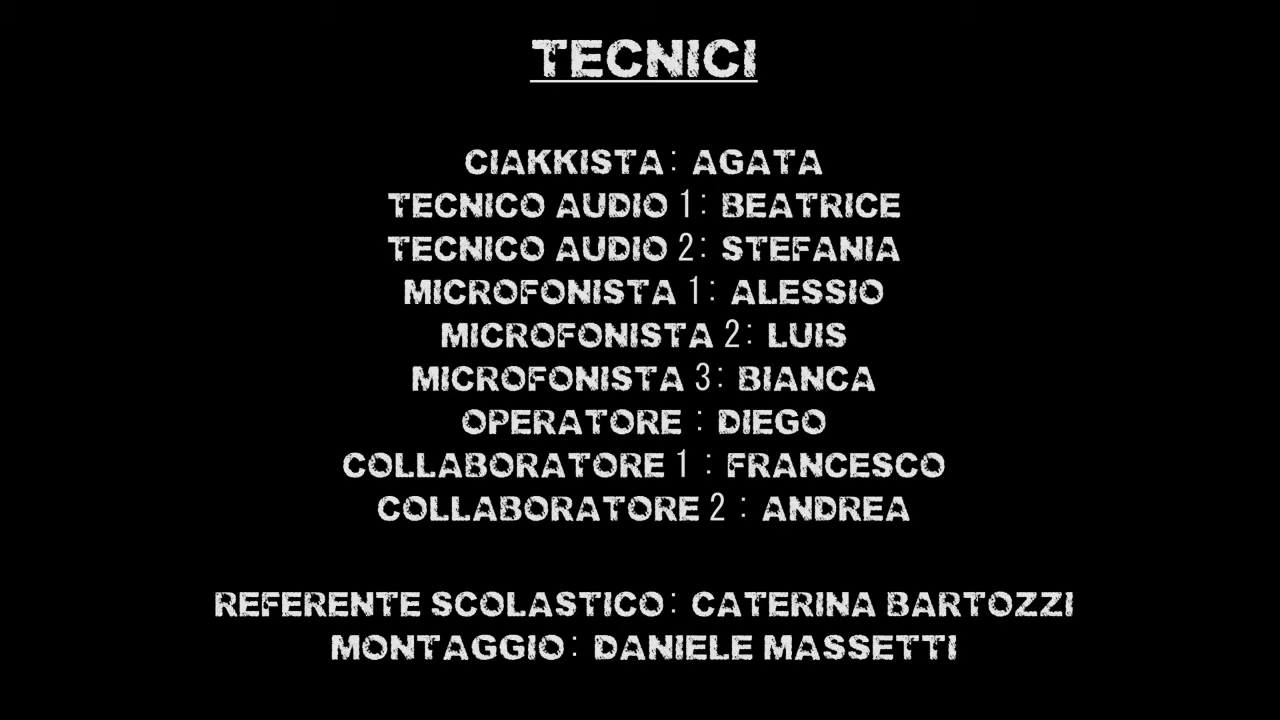 TECNICI
CIAKKISTA: AGATA
TECNICO AUDIO 1: BEATRICE
TECNICO AUDIO 2: STEFANIA
MICROFONISTA 1: ALESSIO
MICROFONISTA 2: LUIS
MICROFONISTA 3: BIANCA
OPERATORE : DIEGO
COLLABORATORE 1 : FRANCESCO
COLLABORATORE 2 : ANDREA
REFERENTE SCOLASTICO: CATERINA BARTOZZI
MONTAGGIO: DANIELE MASSETTI